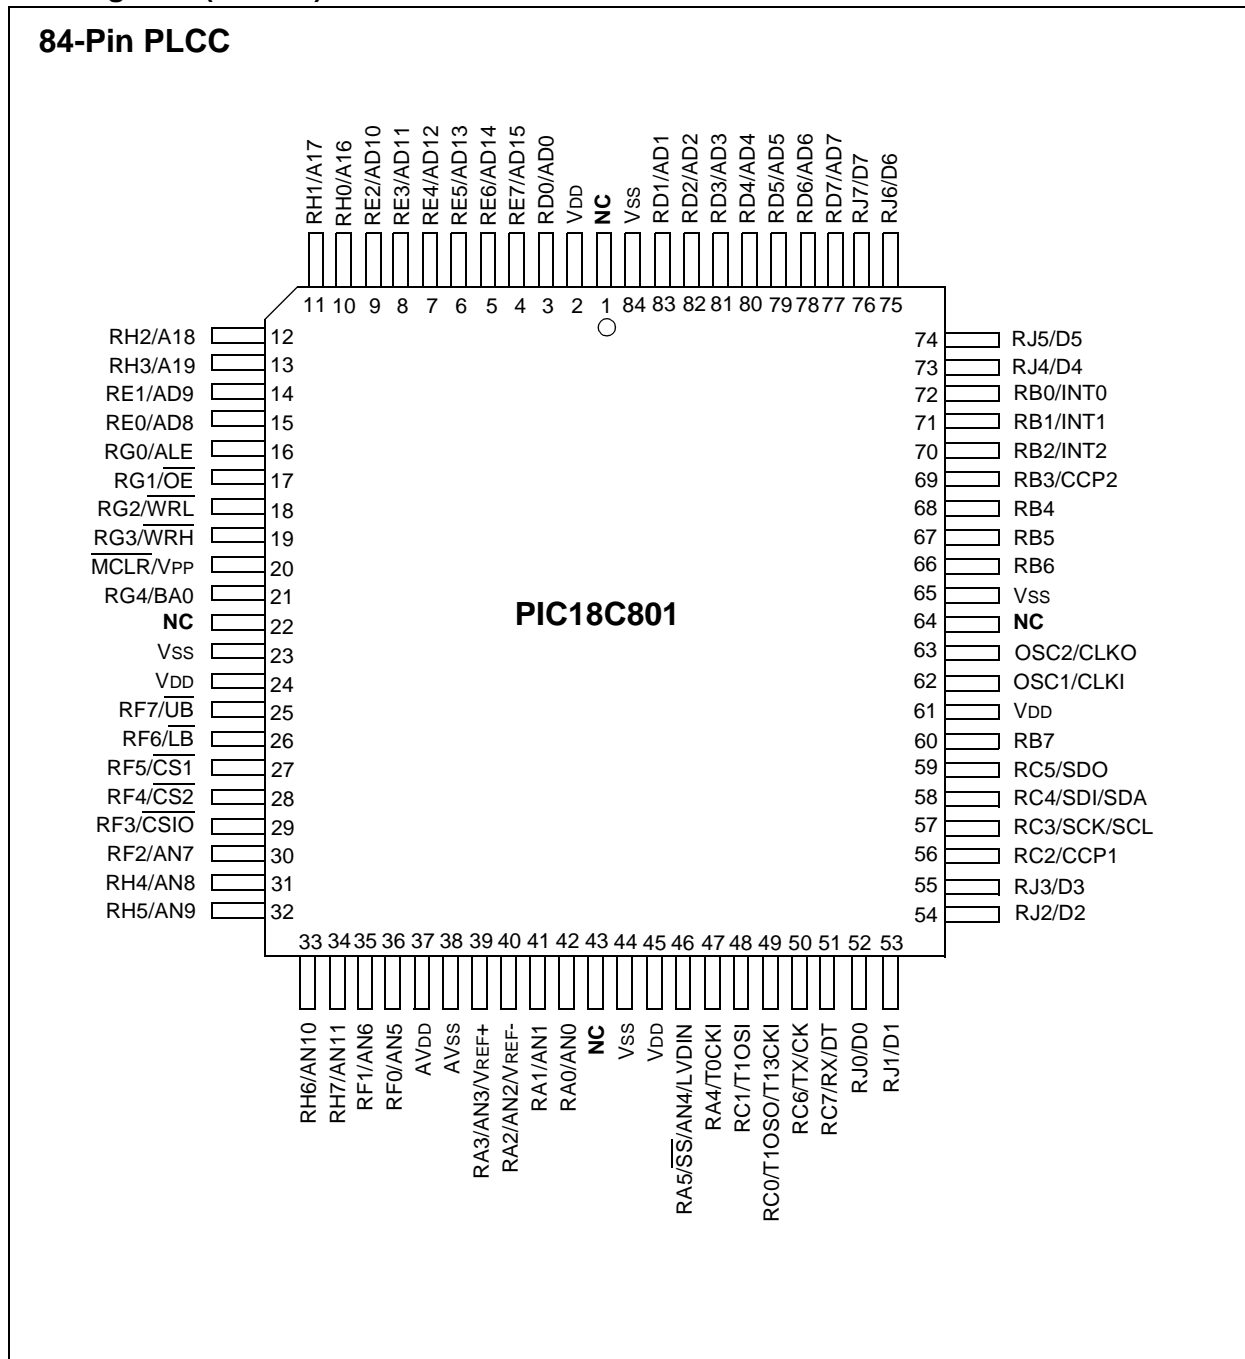 84-Pin PLCC
RH1/A17
RH0/A16
RE2/AD10
RE3/AD11
RE4/AD12
RE5/AD13
RE6/AD14
RE7/AD15
RD0/AD0
VDD
NC
VSS
RD1/AD1
RD2/AD2
RD3/AD3
RD4/AD4
RD5/AD5
RD6/AD6
RD7/AD7
RJ7/D7
RJ6/D6
11 10 9 8 7 6 5 4 3 2 1 84 83 82 81 80 79 78 77 76 75
RH2/A18 12
RH3/A19 13
RE1/AD9 14
RE0/AD8 15
RG0/ALE 16
RG1/OE 17
RG2/WRL 18
RG3/WRH 19
MCLR/VPP 20
RG4/BA0 21
NC 22
VSS 23
VDD 24
RF7/UB 25
RF6/LB 26
RF5/CS1 27
RF4/CS2 28
RF3/CSIO 29
RF2/AN7 30
RH4/AN8 31
RH5/AN9 32
PIC18C801
74 RJ5/D5
73 RJ4/D4
72 RB0/INT0
71 RB1/INT1
70 RB2/INT2
69 RB3/CCP2
68 RB4
67 RB5
66 RB6
65 VSS
64 NC
63 OSC2/CLKO
62 OSC1/CLKI
61 VDD
60 RB7
59 RC5/SDO
58 RC4/SDI/SDA
57 RC3/SCK/SCL
56 RC2/CCP1
55 RJ3/D3
54 RJ2/D2
33 34 35 36 37 38 39 40 41 42 43 44 45 46 47 48 49 50 51 52 53
RH6/AN10
RH7/AN11
RF1/AN6
RF0/AN5
AVDD
AVSS
RA3/AN3/VREF+
RA2/AN2/VREF-
RA1/AN1
RA0/AN0
NC
VSS
VDD
RA5/SS/AN4/LVDIN
RA4/T0CKI
RC1/T1OSI
RC0/T1OSO/T13CKI
RC6/TX/CK
RC7/RX/DT
RJ0/D0
RJ1/D1